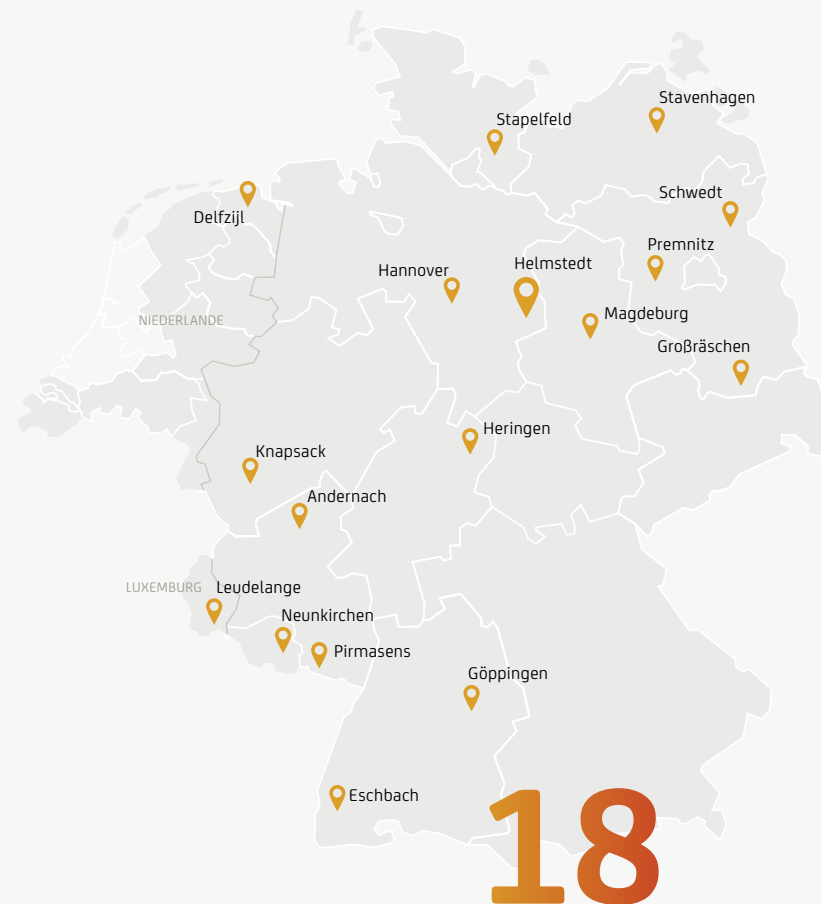 Stavenhagen
Stapelfeld
Schwedt
Delfzijl
Premnitz
Helmstedt
Hannover
Magdeburg
NIEDERLANDE
Großräschen
Heringen
Knapsack
Andernach
LUXEMBURG
Leudelange
Neunkirchen
Pirmasens
Göppingen
Eschbach
18